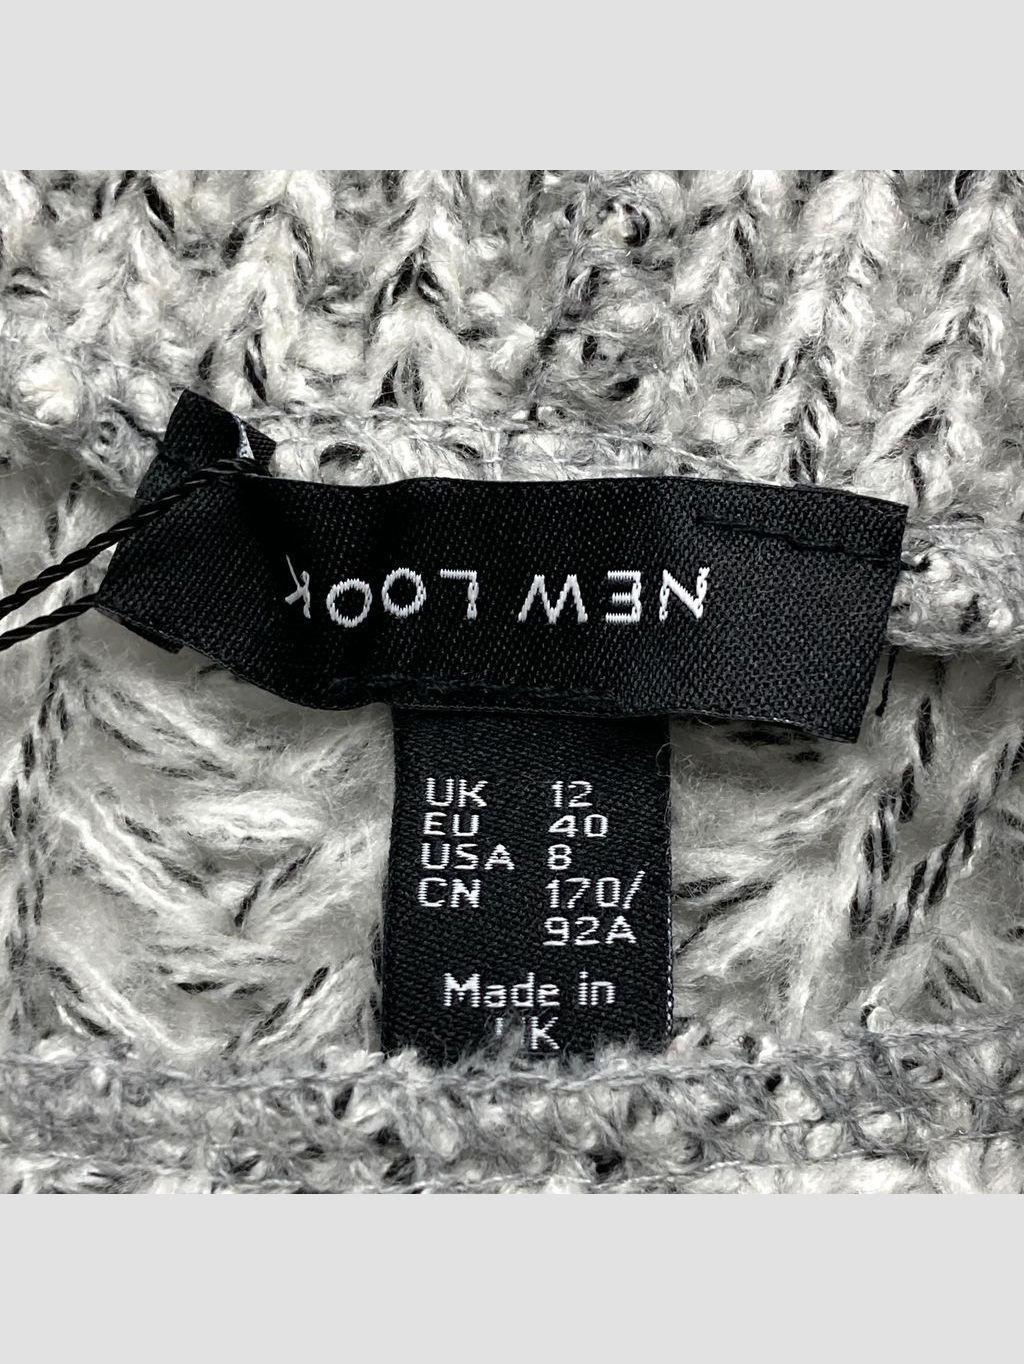 NEW LOOK
UK 12
EU 40
USA 8
CN 170/
92A
Made in
UK